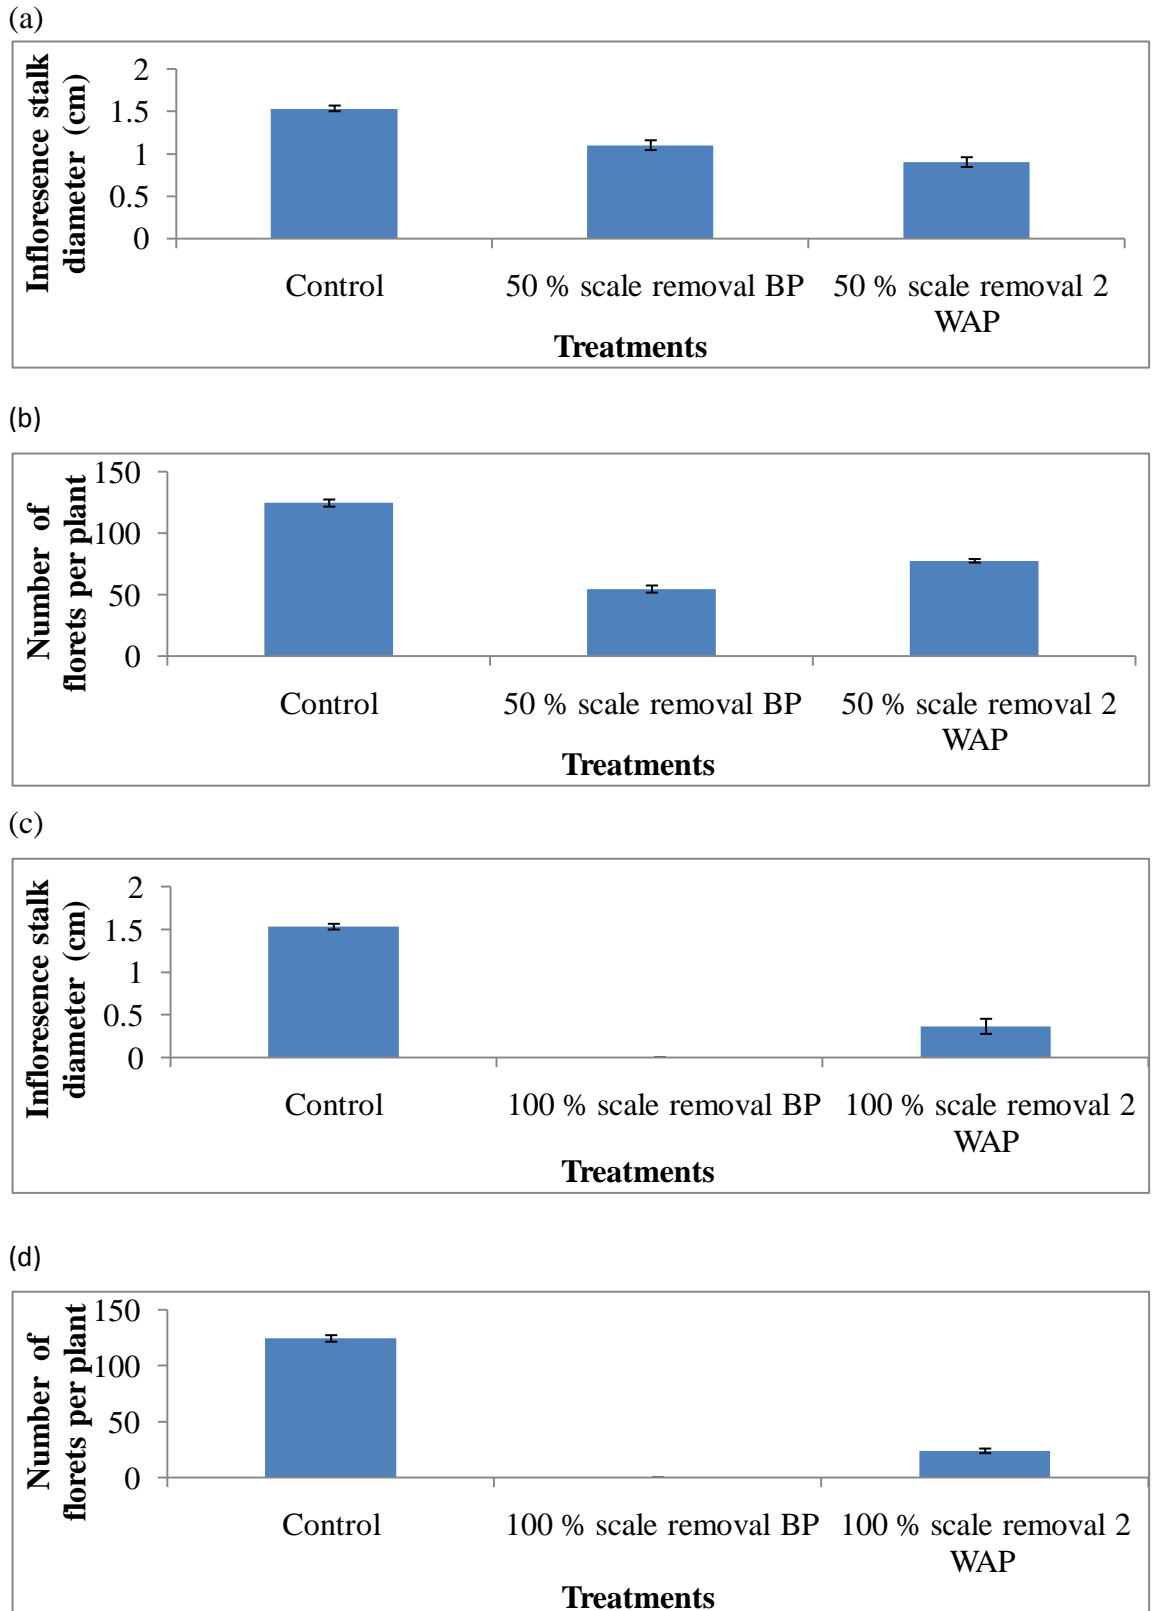 (a)
Infloresence stalk
diameter (cm)
2
1.5
1
0.5
0
Control
50 % scale removal BP
50 % scale removal 2
WAP
Treatments
(b)
Number of
florets per plant
150
100
50
0
Control
50 % scale removal BP
50 % scale removal 2
WAP
Treatments
(c)
Infloresence stalk
diameter (cm)
2
1.5
1
0.5
0
Control
100 % scale removal BP
100 % scale removal 2
WAP
Treatments
(d)
Number of
florets per plant
150
100
50
0
Control
100 % scale removal BP
100 % scale removal 2
WAP
Treatments